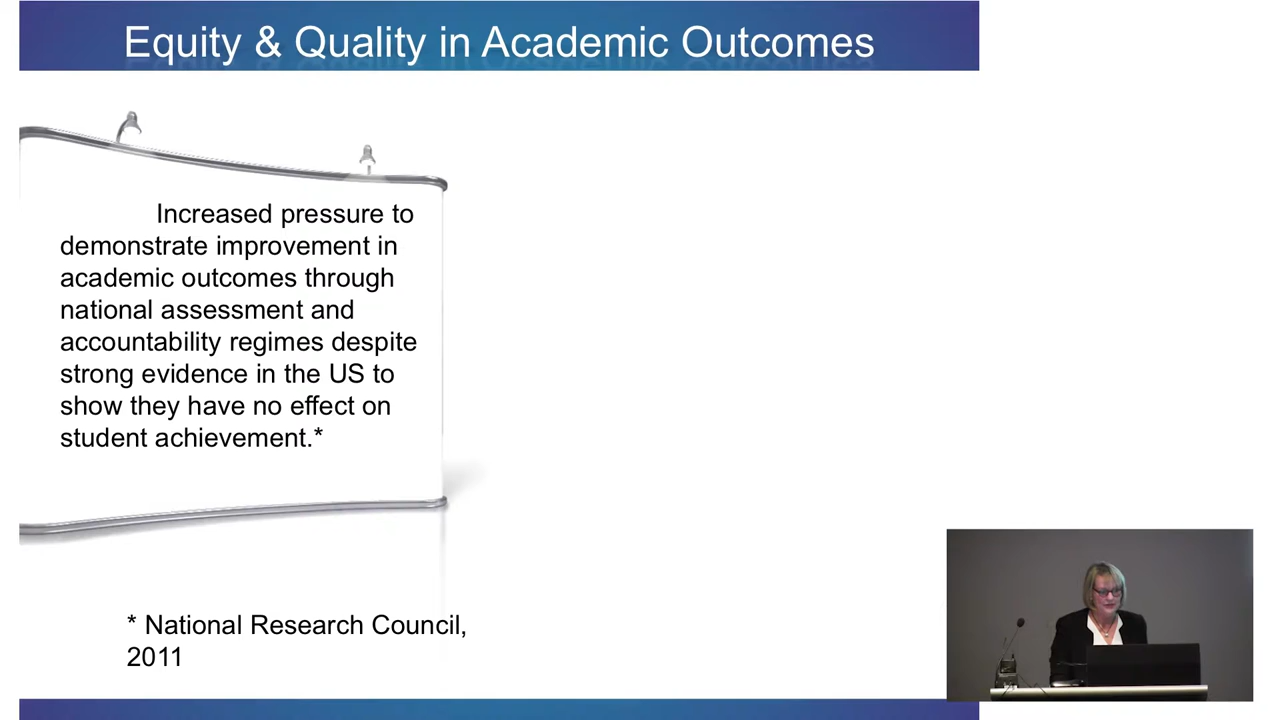 Equity & Quality in Academic Outcomes
Increased pressure to
demonstrate improvement in
academic outcomes through
national assessment and
accountability regimes despite
strong evidence in the US to
show they have no effect on
student achievement.*
* National Research Council,
2011